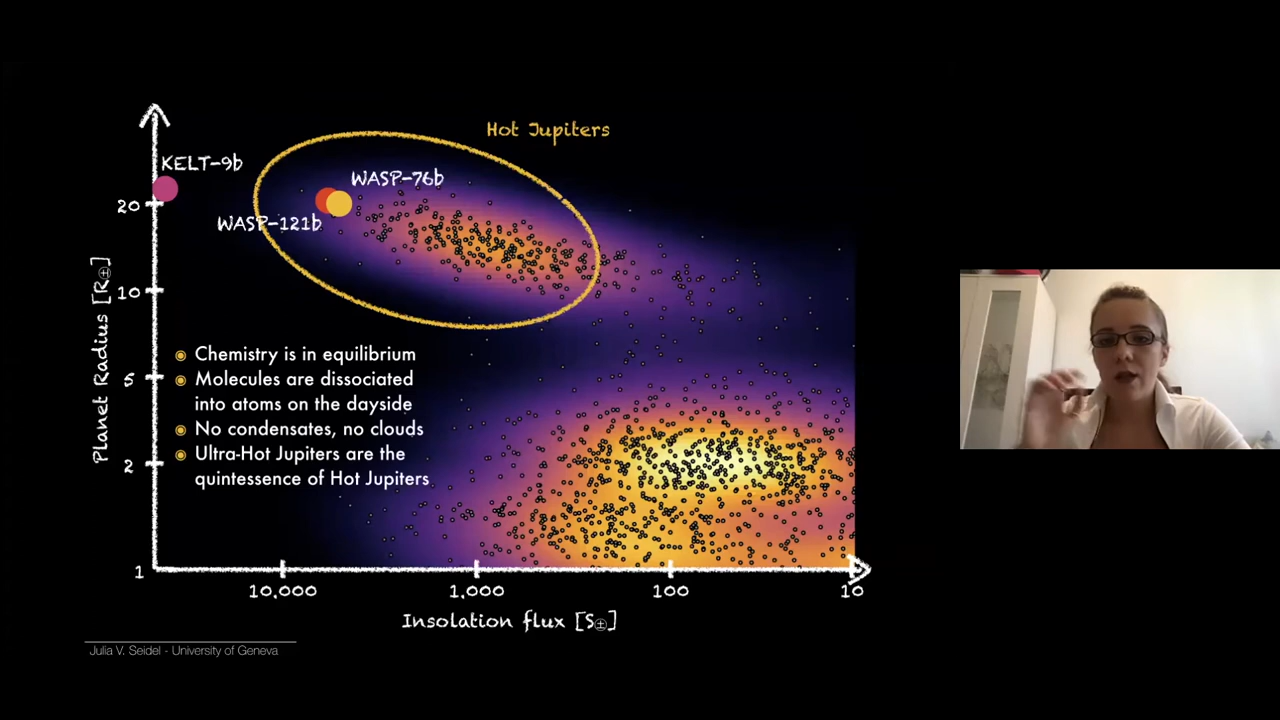 Hot Jupiters
KELT-9b
WASP-76b
WASP-121b
20
10
5
2
1
Planet Radius [R⊕]
Chemistry is in equilibrium
Molecules are dissociated
into atoms on the dayside
No condensates, no clouds
Ultra-Hot Jupiters are the
quintessence of Hot Jupiters
10,000
1,000
100
10
Insolation flux [S⊕]
Julia V. Seidel - University of Geneva